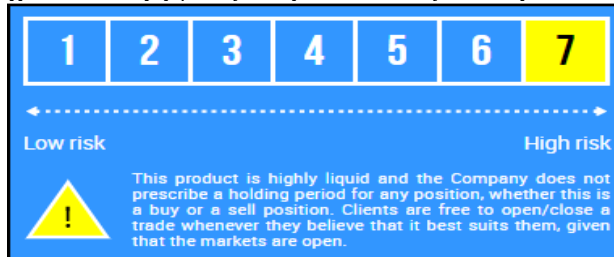 1 2 3 4 5 6 7
Low risk High risk
This product is highly liquid and the Company does not
prescribe a holding period for any position, whether this is
! a buy or a sell position. Clients are free to open/close a
trade whenever they believe that it best suits them, given
that the markets are open.